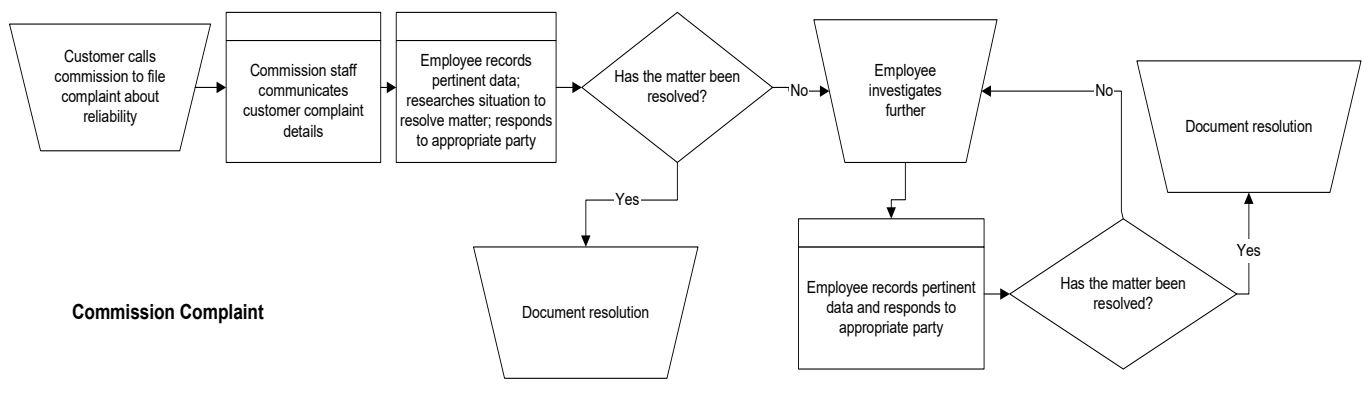 Customer calls
commission to file
complaint about
reliability
Commission staff
communicates
customer complaint
details
Employee records
pertinent data;
researches situation to
resolve matter; responds
to appropriate party
Has the matter been
resolved?
No
Employee
investigates
further
No
Document resolution
Yes
Document resolution
Employee records pertinent
data and responds to
appropriate party
Has the matter been
resolved?
Yes
Commission Complaint